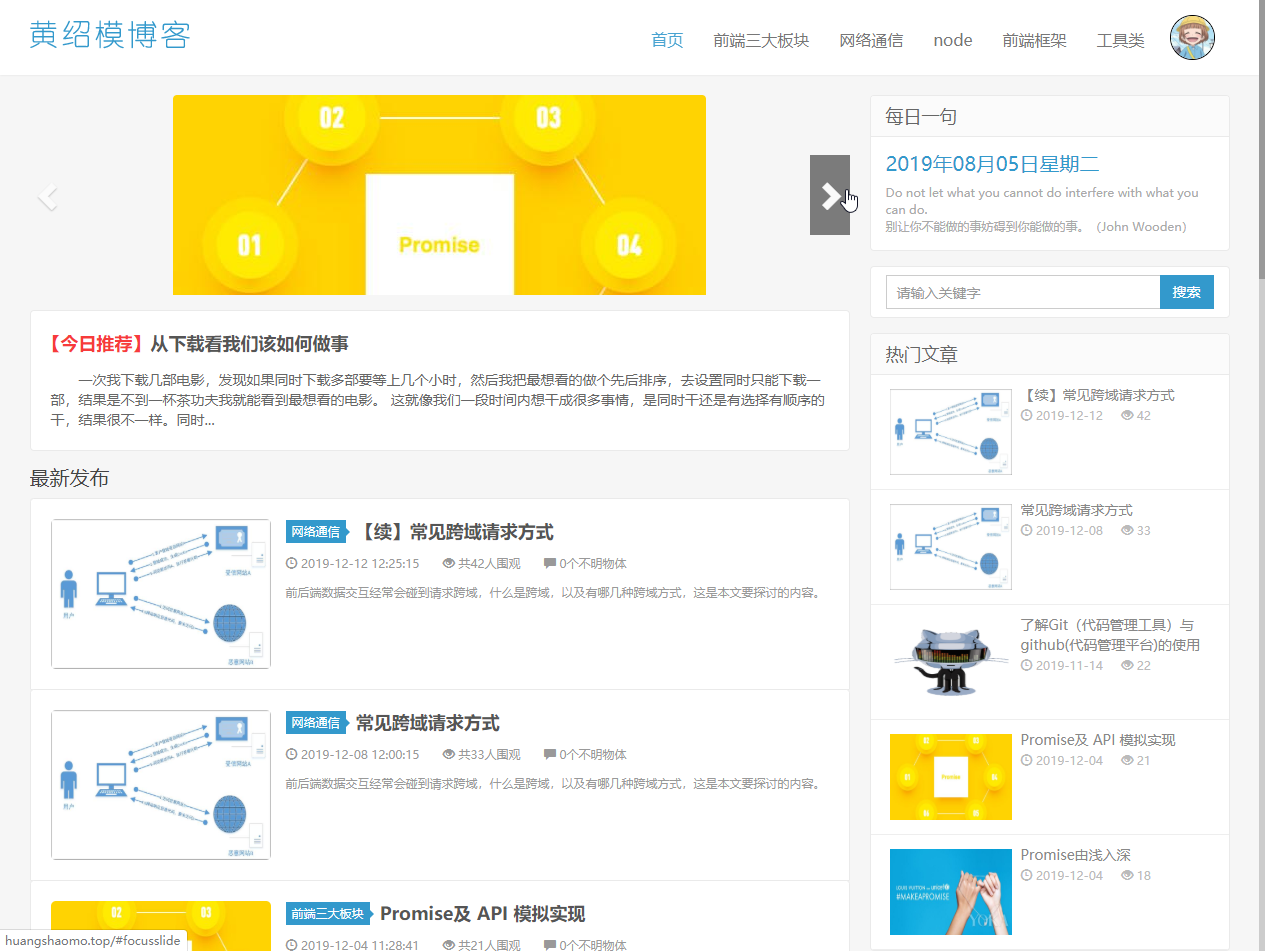 黄绍模博客
首页 前端三大板块 网络通信 node 前端框架 工具类
02 03
01 Promise 04
【今日推荐】从下载看我们该如何做事
一次我下载几部电影，发现如果同时下载多部要等上几个小时，然后我把最想看的做个先后排序，去设置同时只能下载一
部，结果是不到一杯茶功夫我就能看到最想看的电影。 这就像我们一段时间内想干成很多事情，是同时干还是有选择有顺序的
干，结果很不一样。同时...
最新发布
网络通信 【续】常见跨域请求方式
2019-12-12 12:25:15 共42人围观 0个不明物体
前后端数据交互经常会碰到请求跨域，什么是跨域，以及有哪几种跨域方式，这是本文要探讨的内容。
用户
网络通信 常见跨域请求方式
2019-12-08 12:00:15 共33人围观 0个不明物体
前后端数据交互经常会碰到请求跨域，什么是跨域，以及有哪几种跨域方式，这是本文要探讨的内容。
用户
02 03
前端三大板块 Promise及 API 模拟实现
2019-12-04 11:28:41 共21人围观 0个不明物体
huangshaomo.top/#focusslide
每日一句
2019年08月05日星期二
Do not let what you cannot do interfere with what you
can do.
别让你不能做的事妨碍到你能做的事。 (John Wooden)
请输入关键字 搜索
热门文章
【续】常见跨域请求方式
2019-12-12 42
常见跨域请求方式
2019-12-08 33
了解Git（代码管理工具）与
github(代码管理平台)的使用
2019-11-14 22
02 03
01 Promise 04
Promise及 API 模拟实现
2019-12-04 21
#MAKEAPROMISE
Promise由浅入深
2019-12-04 18